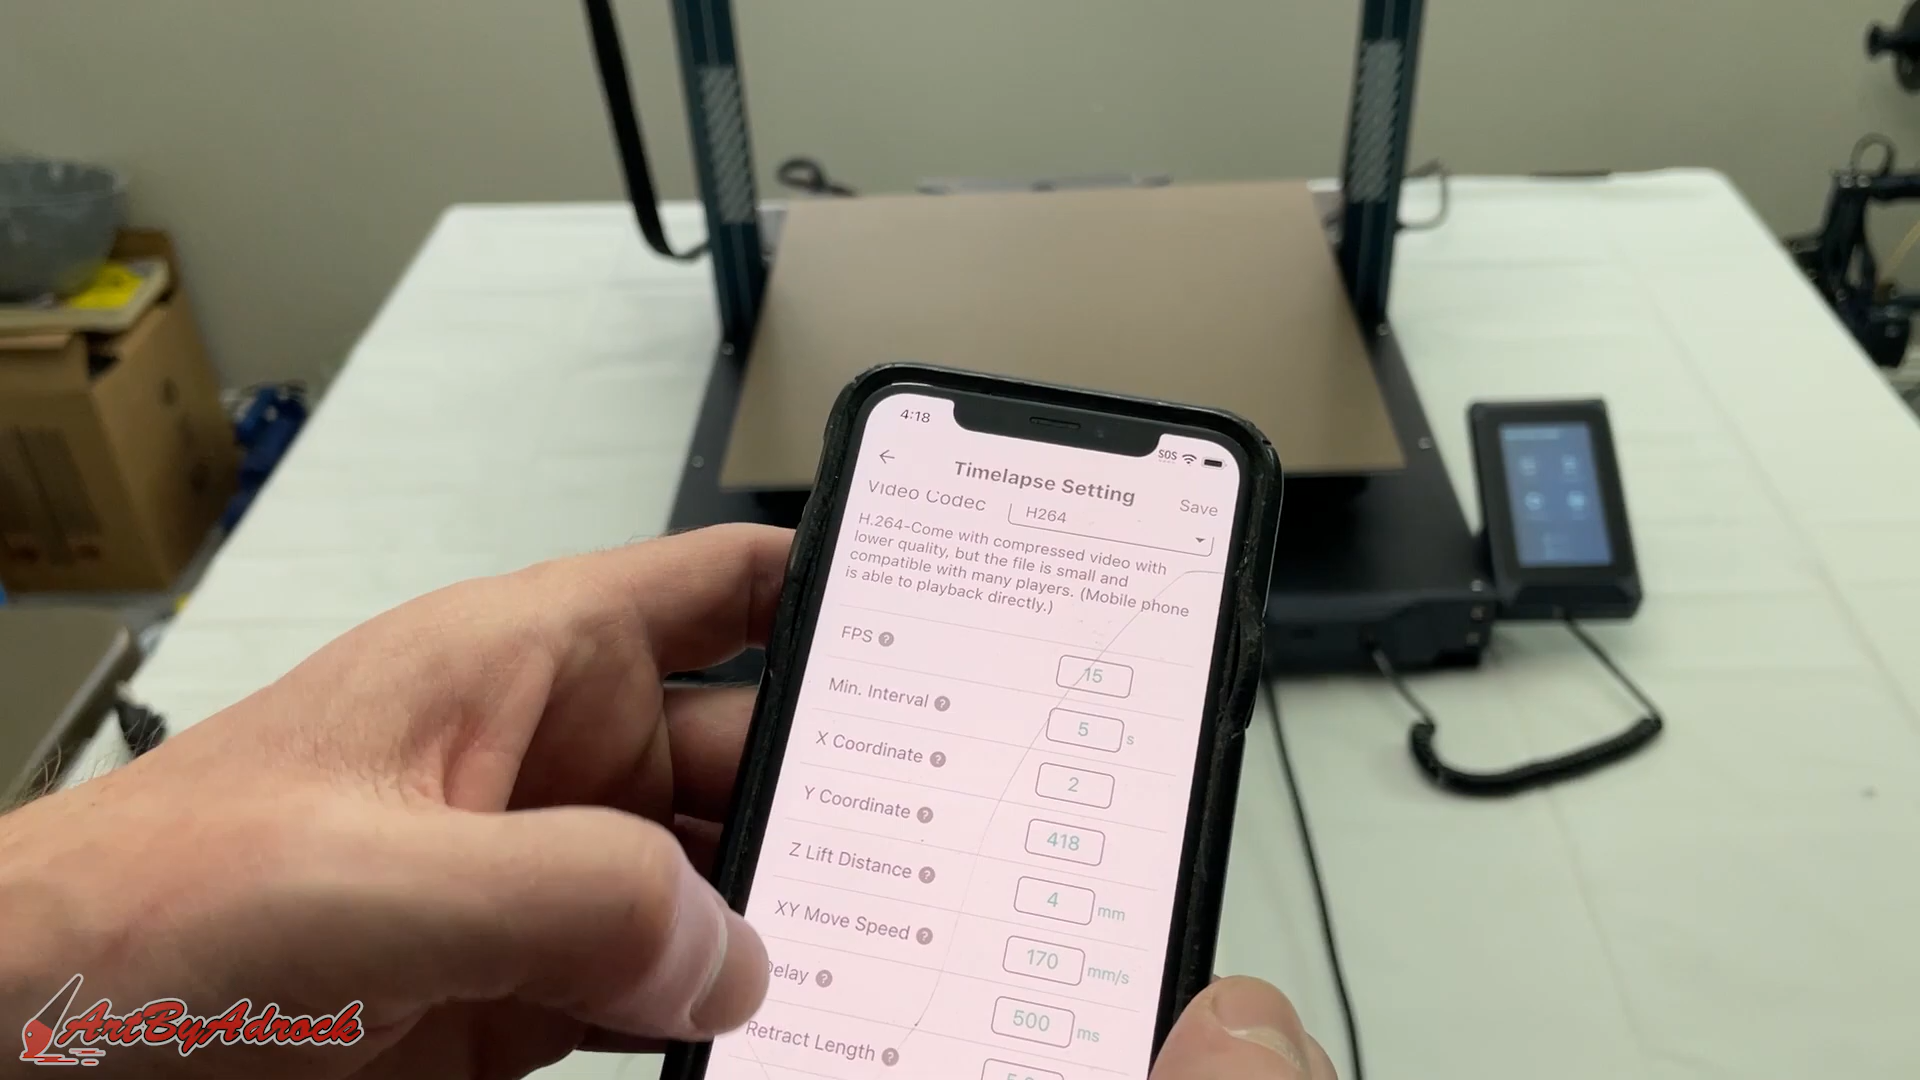 4:18
SOS
Timelapse Setting
Save
Video Codec
H264
H.264-Come with compressed video with
lower quality, but the file is small and
compatible with many players. (Mobile phone
is able to playback directly.)
FPS ?
15
Min. Interval ?
5 s
X Coordinate ?
2
Y Coordinate ?
418
Z Lift Distance ?
4 mm
XY Move Speed ?
170 mm/s
Delay ?
500 ms
Retract Length ?
ArtByAdrock